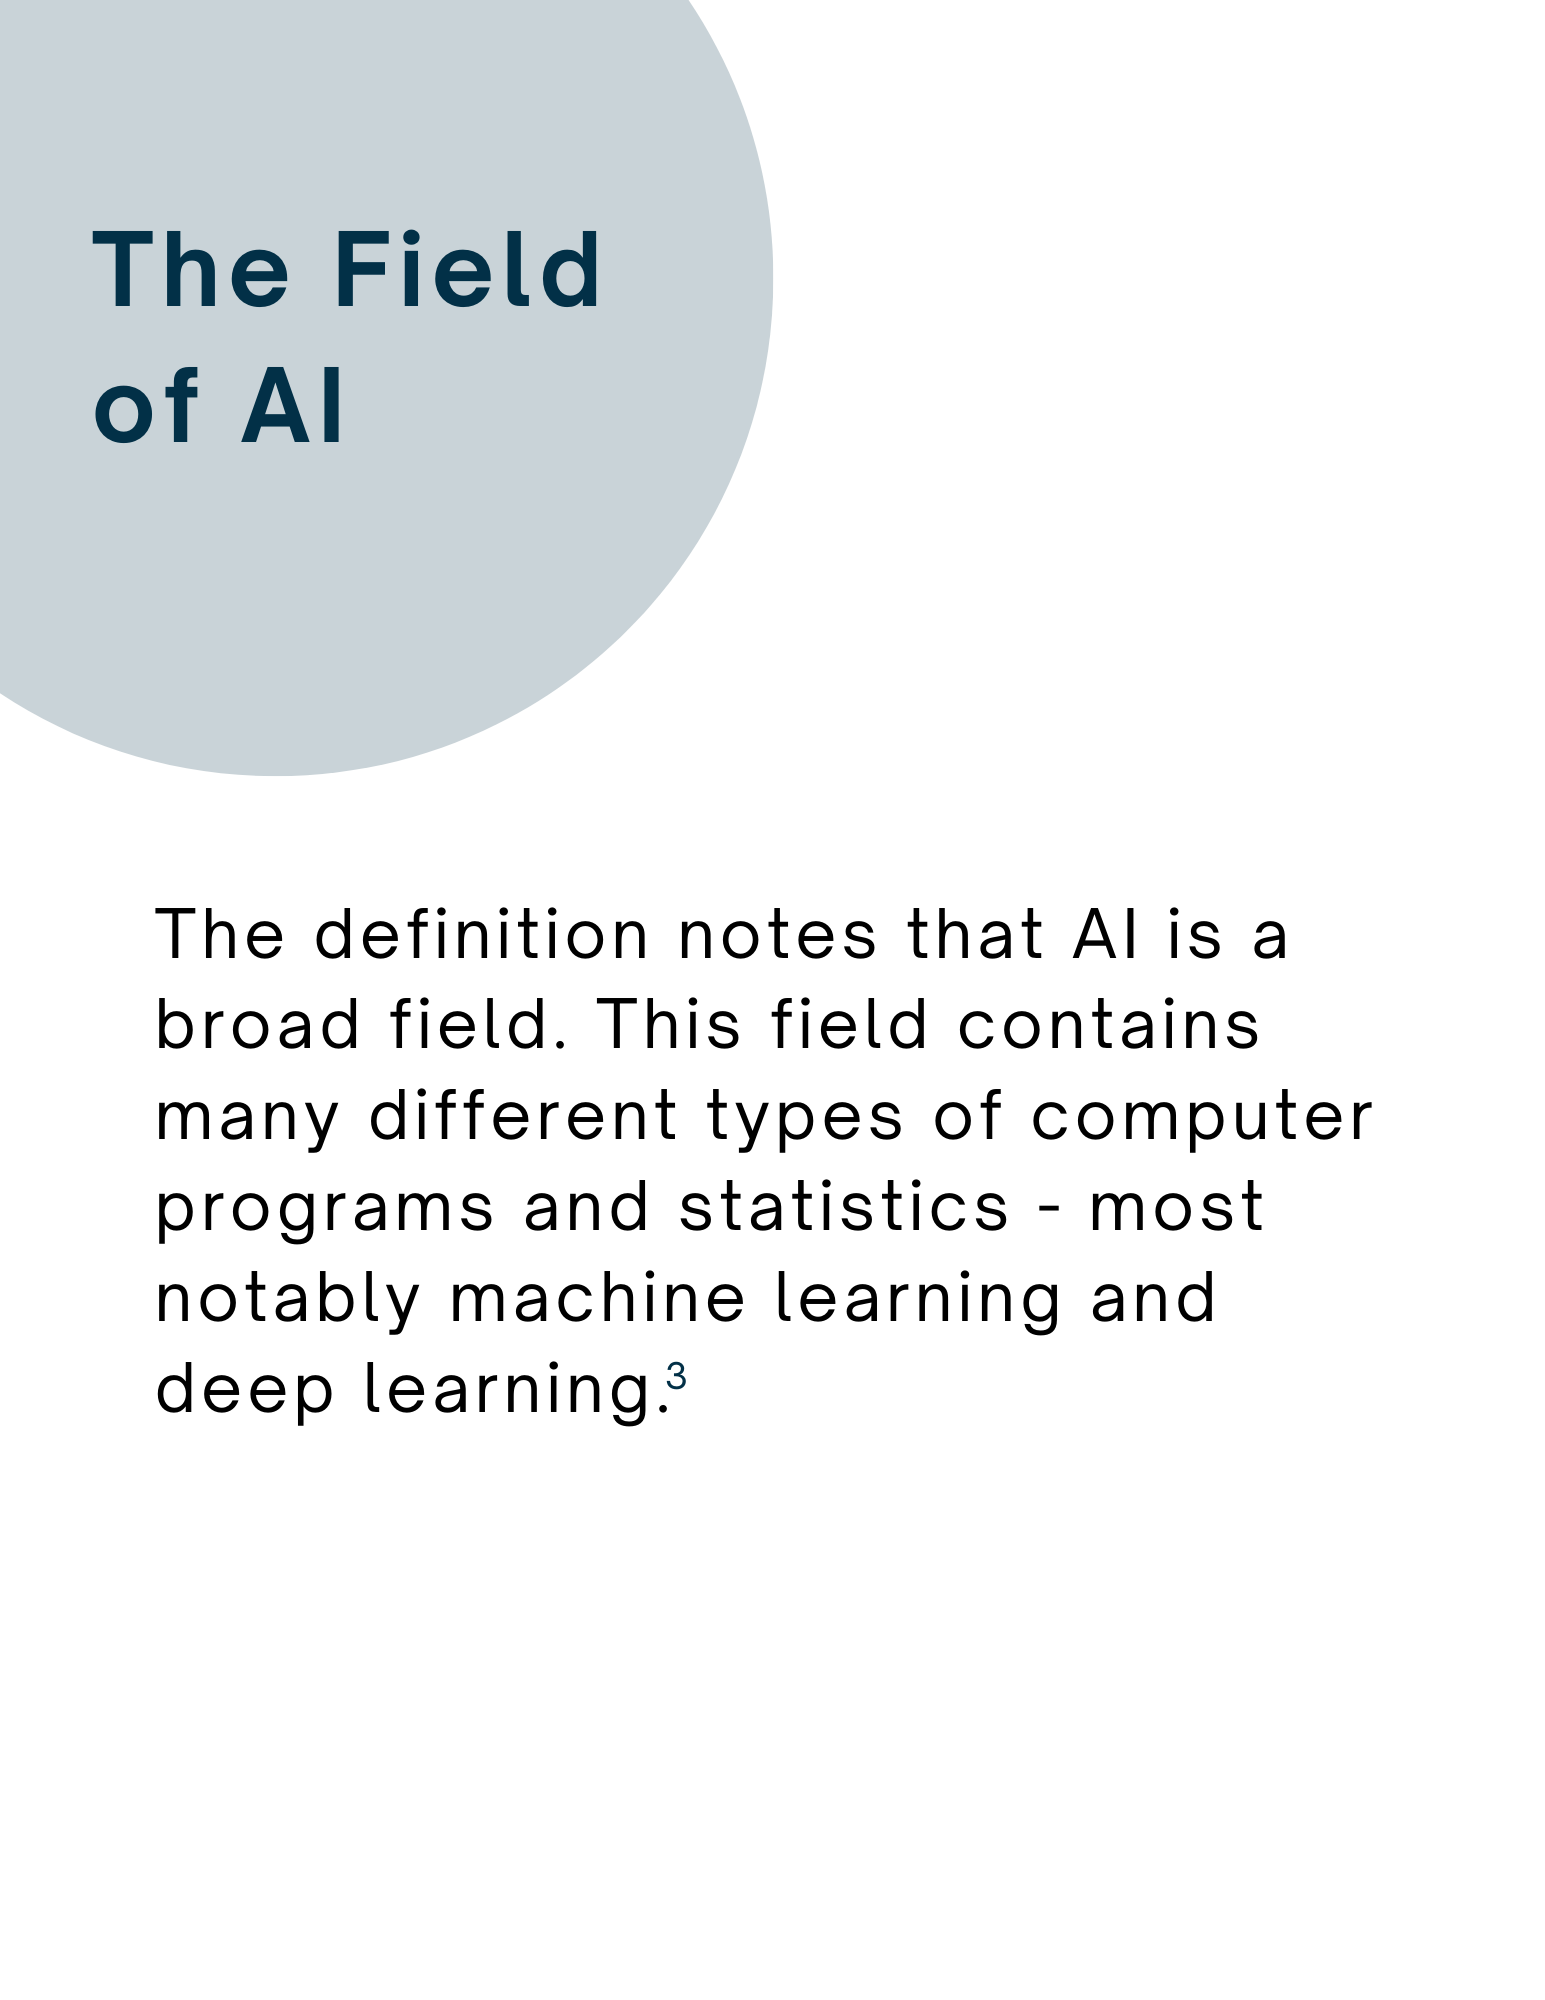 The Field
of AI
The definition notes that AI is a
broad field. This field contains
many different types of computer
programs and statistics - most
notably machine learning and
deep learning.³